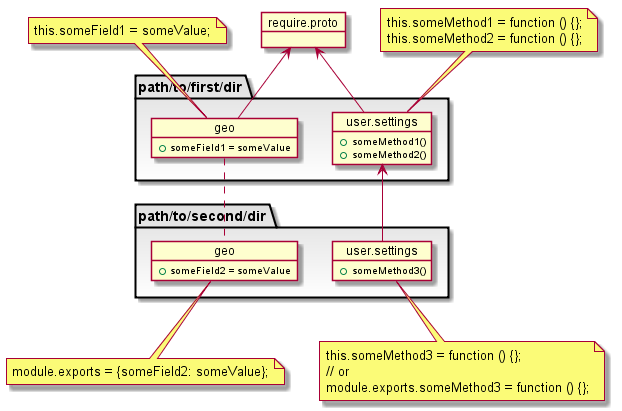 this.someField1 = someValue;
require.proto
this.someMethod1 = function () {};
this.someMethod2 = function () {};
path/to/first/dir
geo
someField1 = someValue
user.settings
someMethod1()
someMethod2()
path/to/second/dir
geo
someField2 = someValue
user.settings
someMethod3()
module.exports = {someField2: someValue};
this.someMethod3 = function () {};
// or
module.exports.someMethod3 = function () {};